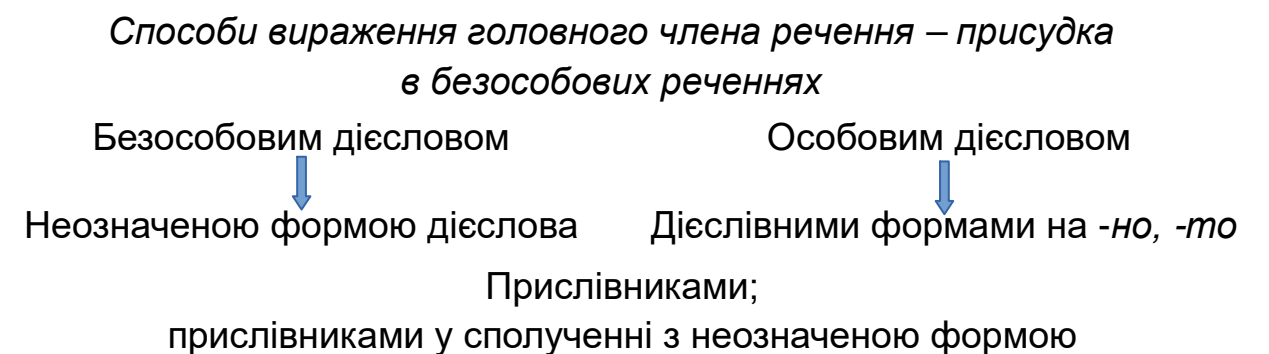 Способи вираження головного члена речення – присудка
в безособових реченнях
Безособовим дієсловом Особовим дієсловом
Неозначеною формою дієслова Дієслівними формами на -но, -то
Прислівниками;
прислівниками у сполученні з неозначеною формою